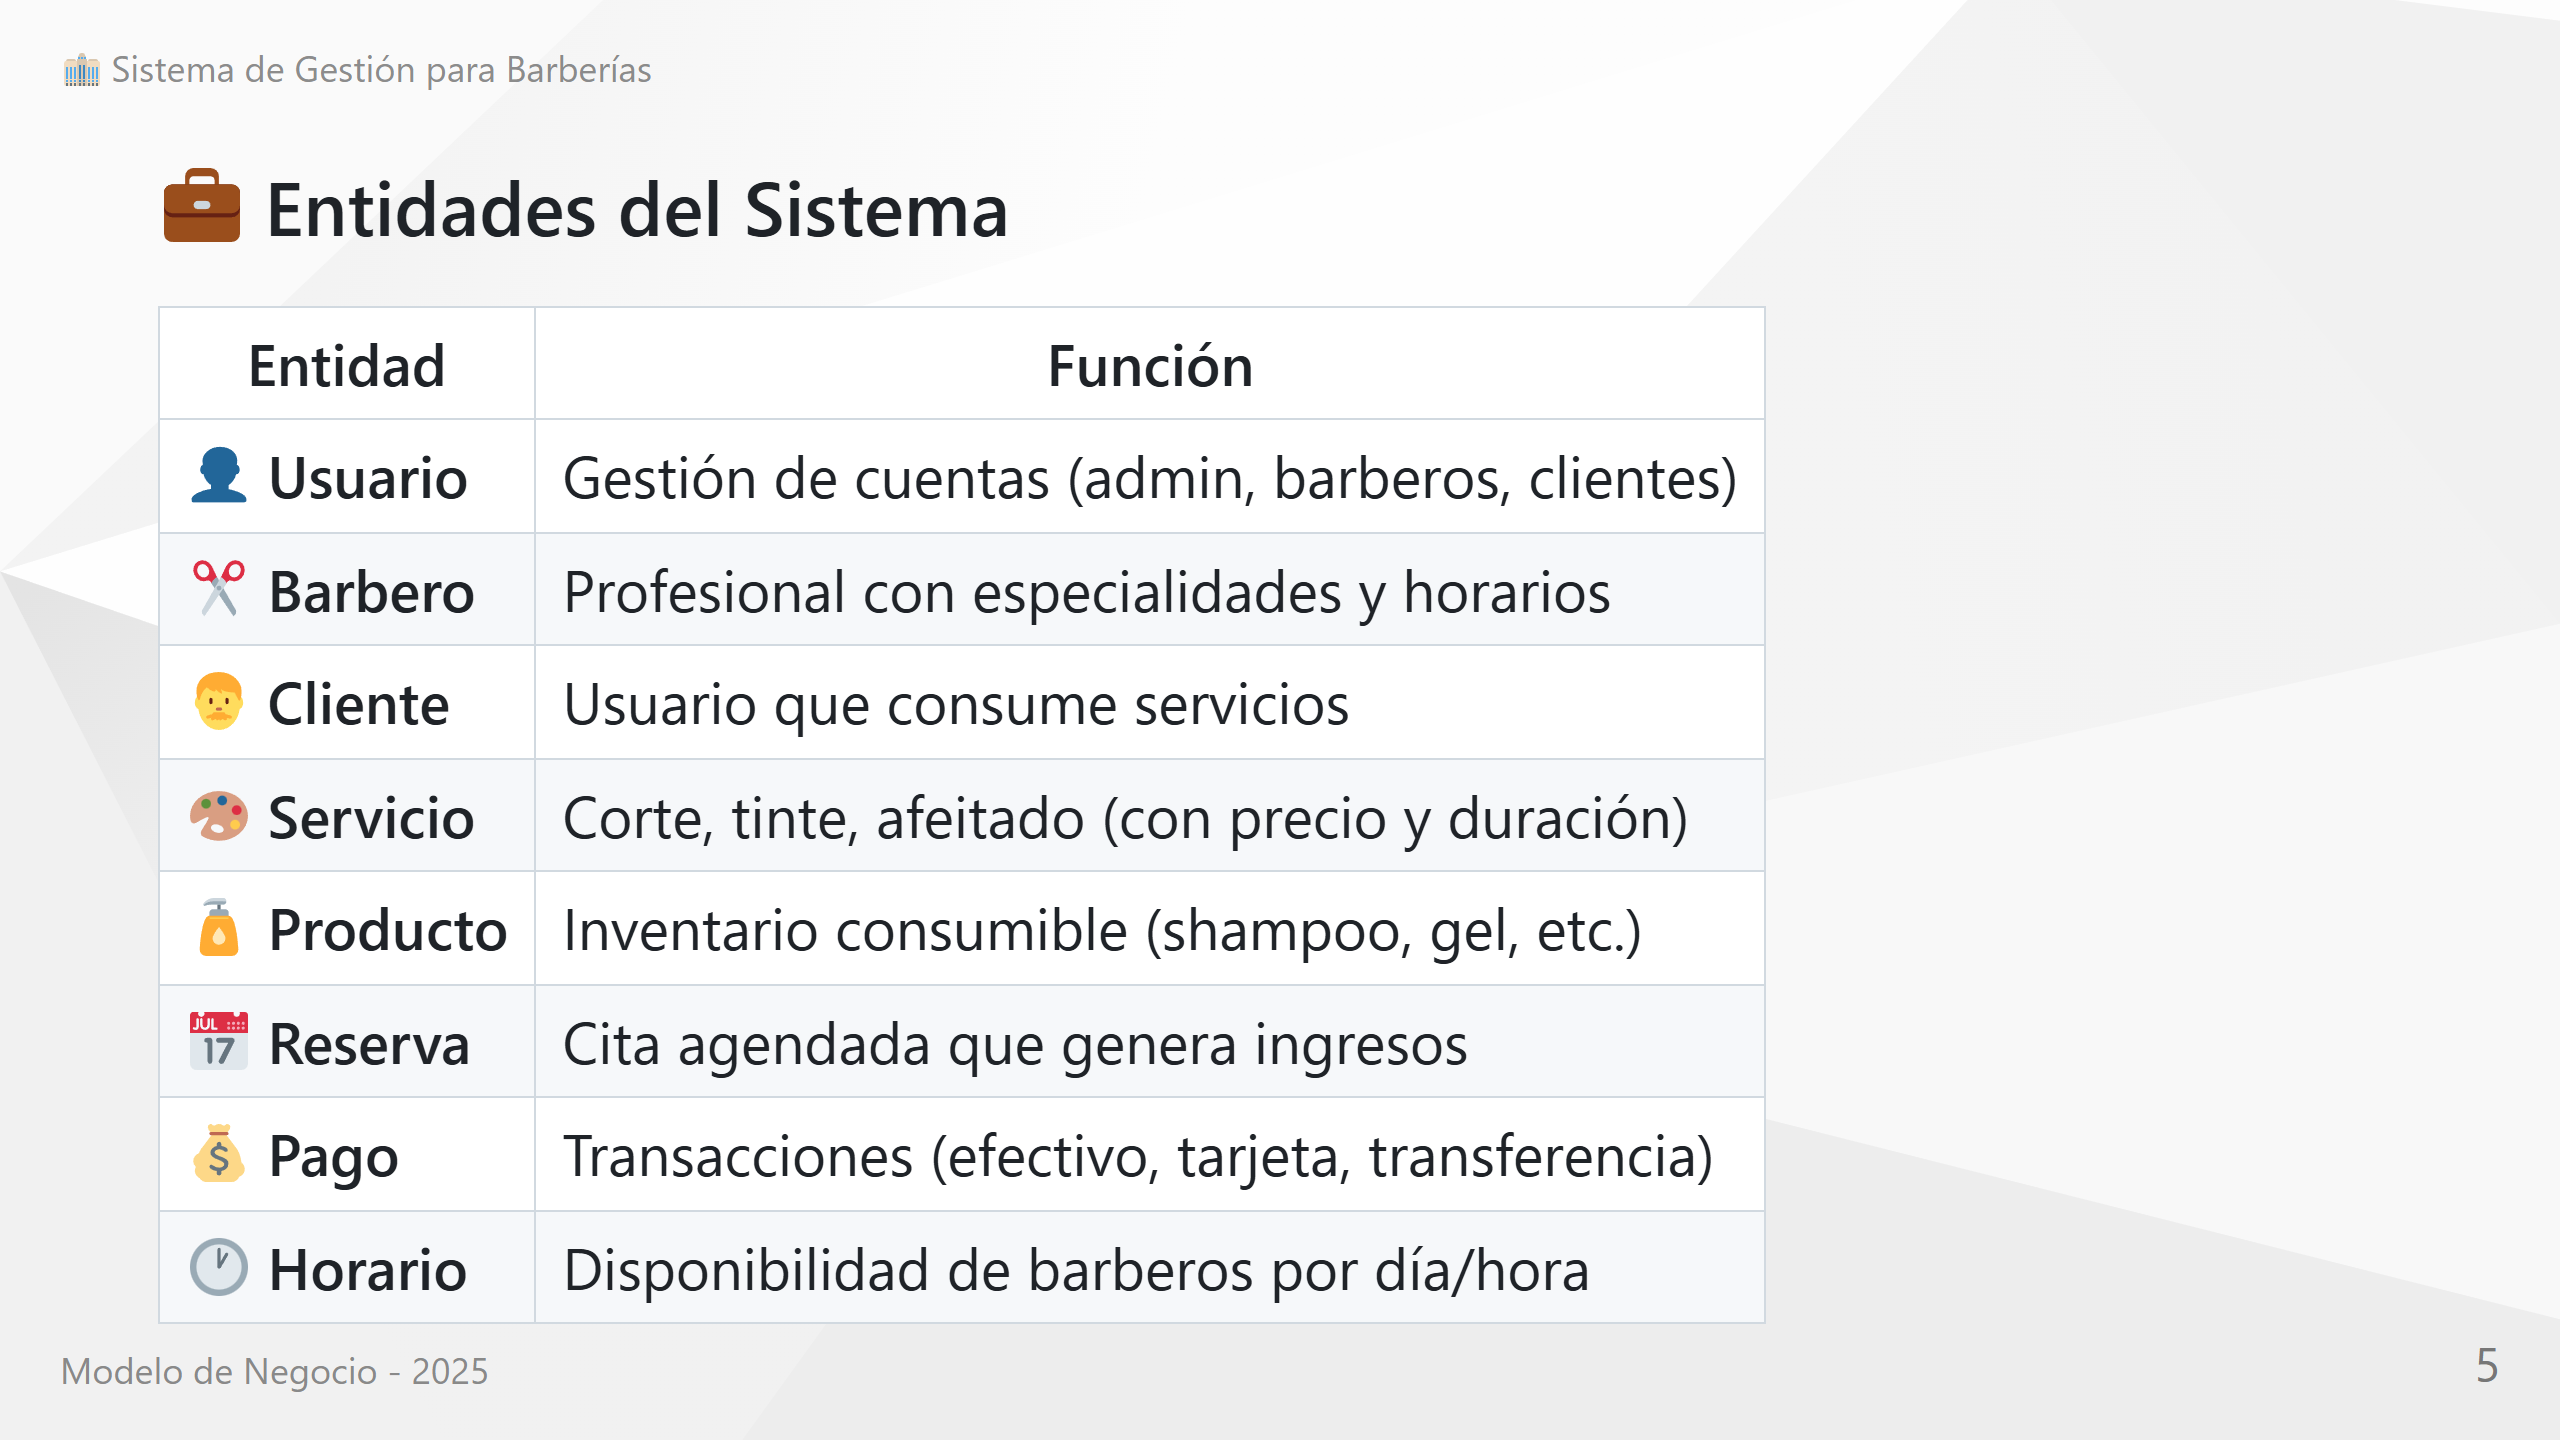 Sistema de Gestión para Barberías
Entidades del Sistema
Entidad Función
Usuario Gestión de cuentas (admin, barberos, clientes)
Barbero Profesional con especialidades y horarios
Cliente Usuario que consume servicios
Servicio Corte, tinte, afeitado (con precio y duración)
Producto Inventario consumible (shampoo, gel, etc.)
JUL
17
Reserva Cita agendada que genera ingresos
$ Pago Transacciones (efectivo, tarjeta, transferencia)
Horario Disponibilidad de barberos por día/hora
Modelo de Negocio - 2025
5